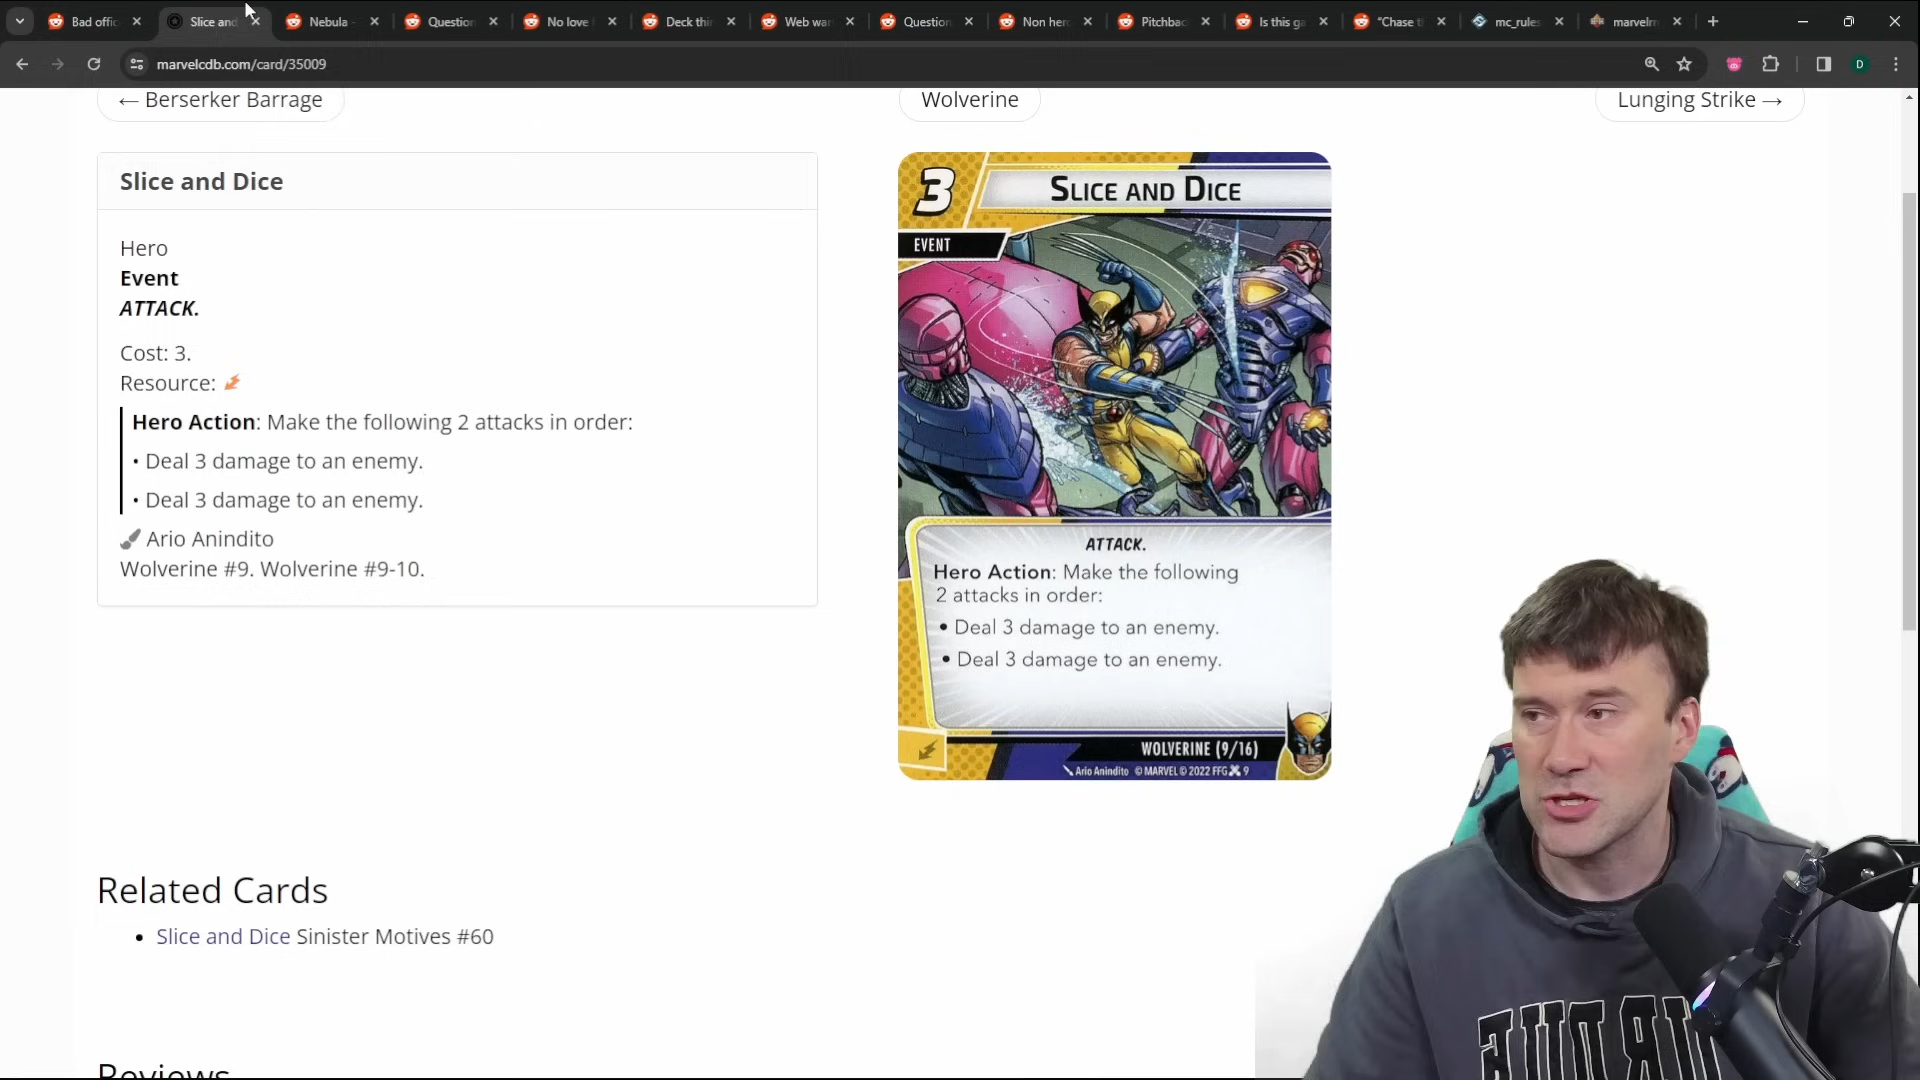 Bad offic
Slice and
Nebula -
Question
No love f
Deck thin
Web war
Question
Non hero
Pitchbac
Is this ga
"Chase t
mc_rules
marvelm
marvelcdb.com/card/35009
D
← Berserker Barrage
Wolverine
Lunging Strike →
Slice and Dice
Hero
Event
ATTACK.
Cost: 3.
Resource:
Hero Action: Make the following 2 attacks in order:
• Deal 3 damage to an enemy.
• Deal 3 damage to an enemy.
Ario Anindito
Wolverine #9. Wolverine #9-10.
3
SLICE AND DICE
EVENT
ATTACK.
Hero Action: Make the following
2 attacks in order:
• Deal 3 damage to an enemy.
• Deal 3 damage to an enemy.
WOLVERINE (9/16)
Ario Anindito © MARVEL © 2022 FFG 9
Related Cards
• Slice and Dice Sinister Motives #60
Reviews